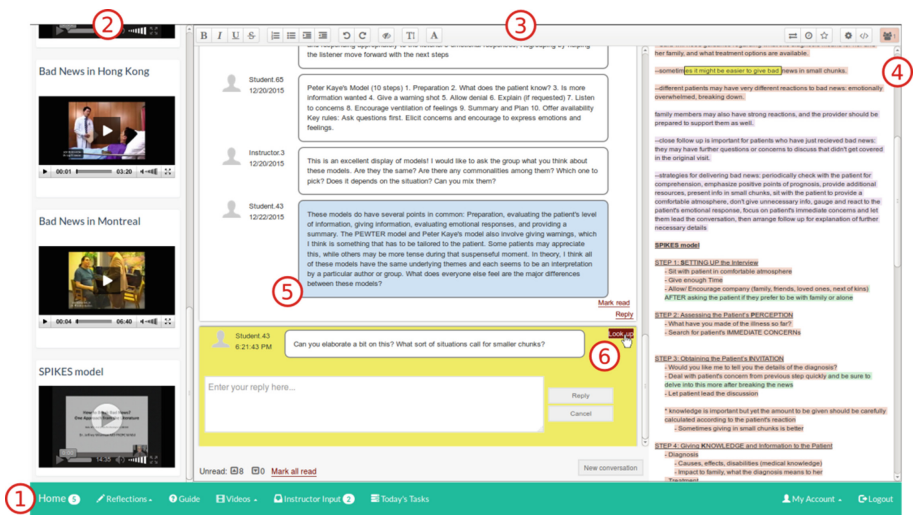 2
3
Bad News in Hong Kong
00:01
03:20
Bad News in Montreal
00:04
06:40
SPIKES model
14:35
B I U S
T|
A
the listener move forward with the next step
Student.65
12/20/2015
Peter Kaye's Model (10 steps) 1. Preparation 2. What does the patient know? 3. Is more
information wanted 4. Give a warning shot 5. Allow denial 6. Explain (if requested) 7. Listen
to concerns 8. Encourage ventilation of feelings 9. Summary and Plan 10. Offer availability
Key rules: Ask questions first. Elicit concerns and encourage to express emotions and
feelings.
Instructor.3
12/20/2015
This is an excellent display of models! I would like to ask the group what you think about
these models. Are they the same? Are there any commonalities among them? Which one to
pick? Does it depends on the situation? Can you mix them?
Student.43
12/22/2015
These models do have several points in common: Preparation, evaluating the patient's level
of information, giving information, evaluating emotional responses, and providing a
summary. The PEWTER model and Peter Kaye's model also involve giving warnings, which
I think is something that has to be tailored to the patient. Some patients may appreciate
this, while others may be more tense during that suspenseful moment. In theory, I think all
of these models have the same underlying themes and each seems to be an interpretation
by a particular author or group. What does everyone else feel are the major differences
between these models?
5
Mark read
Reply
Student.43
6:21:43 PM
Can you elaborate a bit on this? What sort of situations call for smaller chunks?
Look up
6
Enter your reply here...
Reply
Cancel
Unread: 8 0 Mark all read
New conversation
4
her family, and what treatment options are available.
--sometimes it might be easier to give bad news in small chunks.
--different patients may have very different reactions to bad news: emotionally
overwhelmed, breaking down.
family members may also have strong reactions, and the provider should be
prepared to support them as well.
--close follow up is important for patients who have just recieved bad news:
they may have further questions or concerns to discuss that didn't get covered
in the original visit.
--strategies for delivering bad news: periodically check with the patient for
comprehension, emphasize positive points of prognosis, provide additional
resources, present info in small chunks, sit with the patient to provide a
comfortable atmosphere, don't give unnecessary info, gauge and react to the
patient's emotional response, focus on patient's immediate concerns and let
them lead the conversation, then arrange follow up for explanation of further
necessary details
SPIKES model
STEP 1: SETTING UP the Interview
- Sit with patient in comfortable atmosphere
- Give enough Time
- Allow/ Encourage company (family, friends, loved ones, next of kins)
AFTER asking the patient if they prefer to be with family or alone
STEP 2: Assessing the Patient's PERCEPTION
- What have you made of the illness so far?
- Search for patient's IMMEDIATE CONCERNs
STEP 3: Obtaining the Patient's INVITATION
- Would you like me to tell you the details of the diagnosis?
- Deal with patient's concern from previous step quickly and be sure to
delve into this more after breaking the news
- Let patient lead the discussion
* knowledge is important but yet the amount to be given should be carefully
calculated according to the patient's reaction
- Sometimes giving in small chunks is better
STEP 4: Giving KNOWLEDGE and Information to the Patient
- Diagnosis
- Causes, effects, disabilities (medical knowledge)
- Impact to family, what the diagnosis means to her
- Treatment
1
Home 5 Reflections Guide Videos Instructor Input 2 Today's Tasks My Account Logout